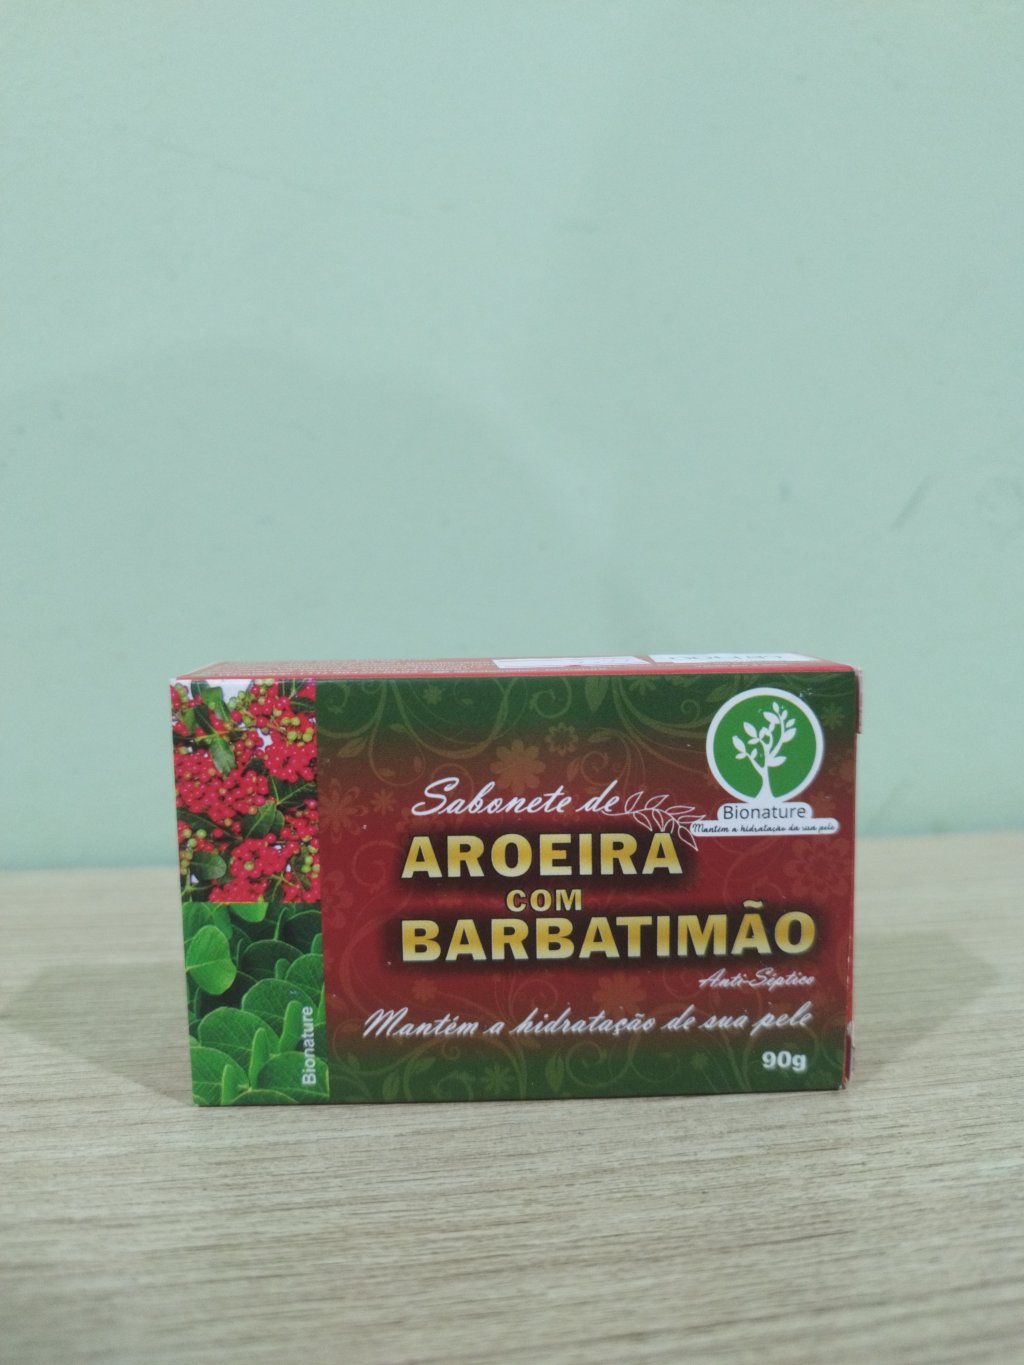 Sabonete de
AROEIRA
COM
BARBATIMÃO
Anti-Séptico
Mantém a hidratação de sua pele
90g
Bionature
Mantém a hidratação da sua pele
Bionature